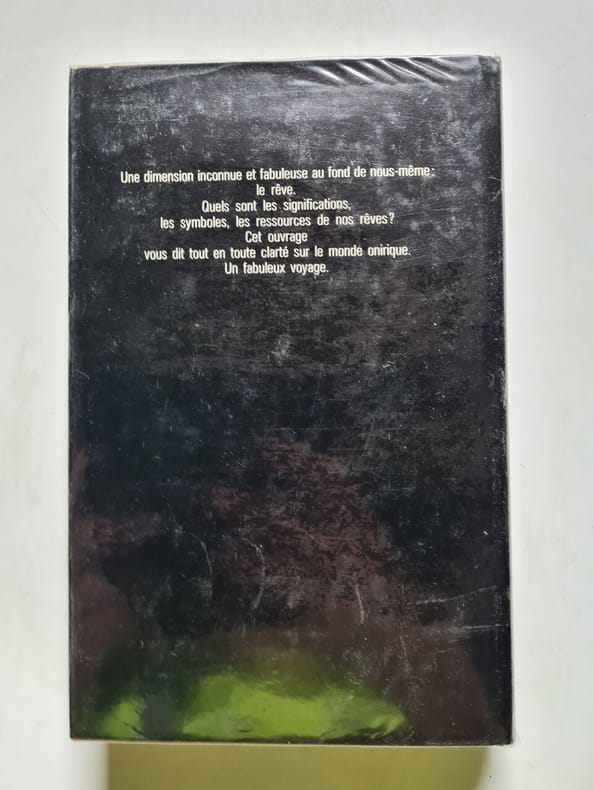 Une dimension inconnue et fabuleuse au fond de nous-même:
le rêve.
Quels sont les significations,
les symboles, les ressources de nos rêves?
Cet ouvrage
vous dit tout en toute clarté sur le monde onirique.
Un fabuleux voyage.